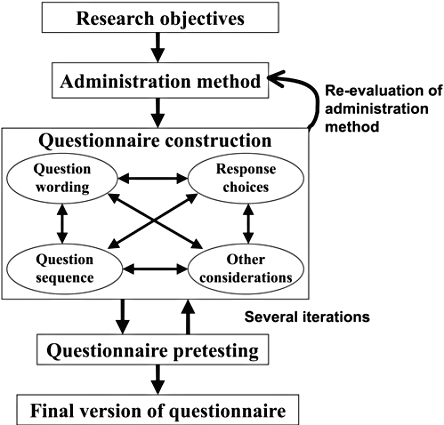 Research objectives
Administration method
Re-evaluation of
administration
method
Questionnaire construction
Question
wording
Response
choices
Question
sequence
Other
considerations
Several iterations
Questionnaire pretesting
Final version of questionnaire